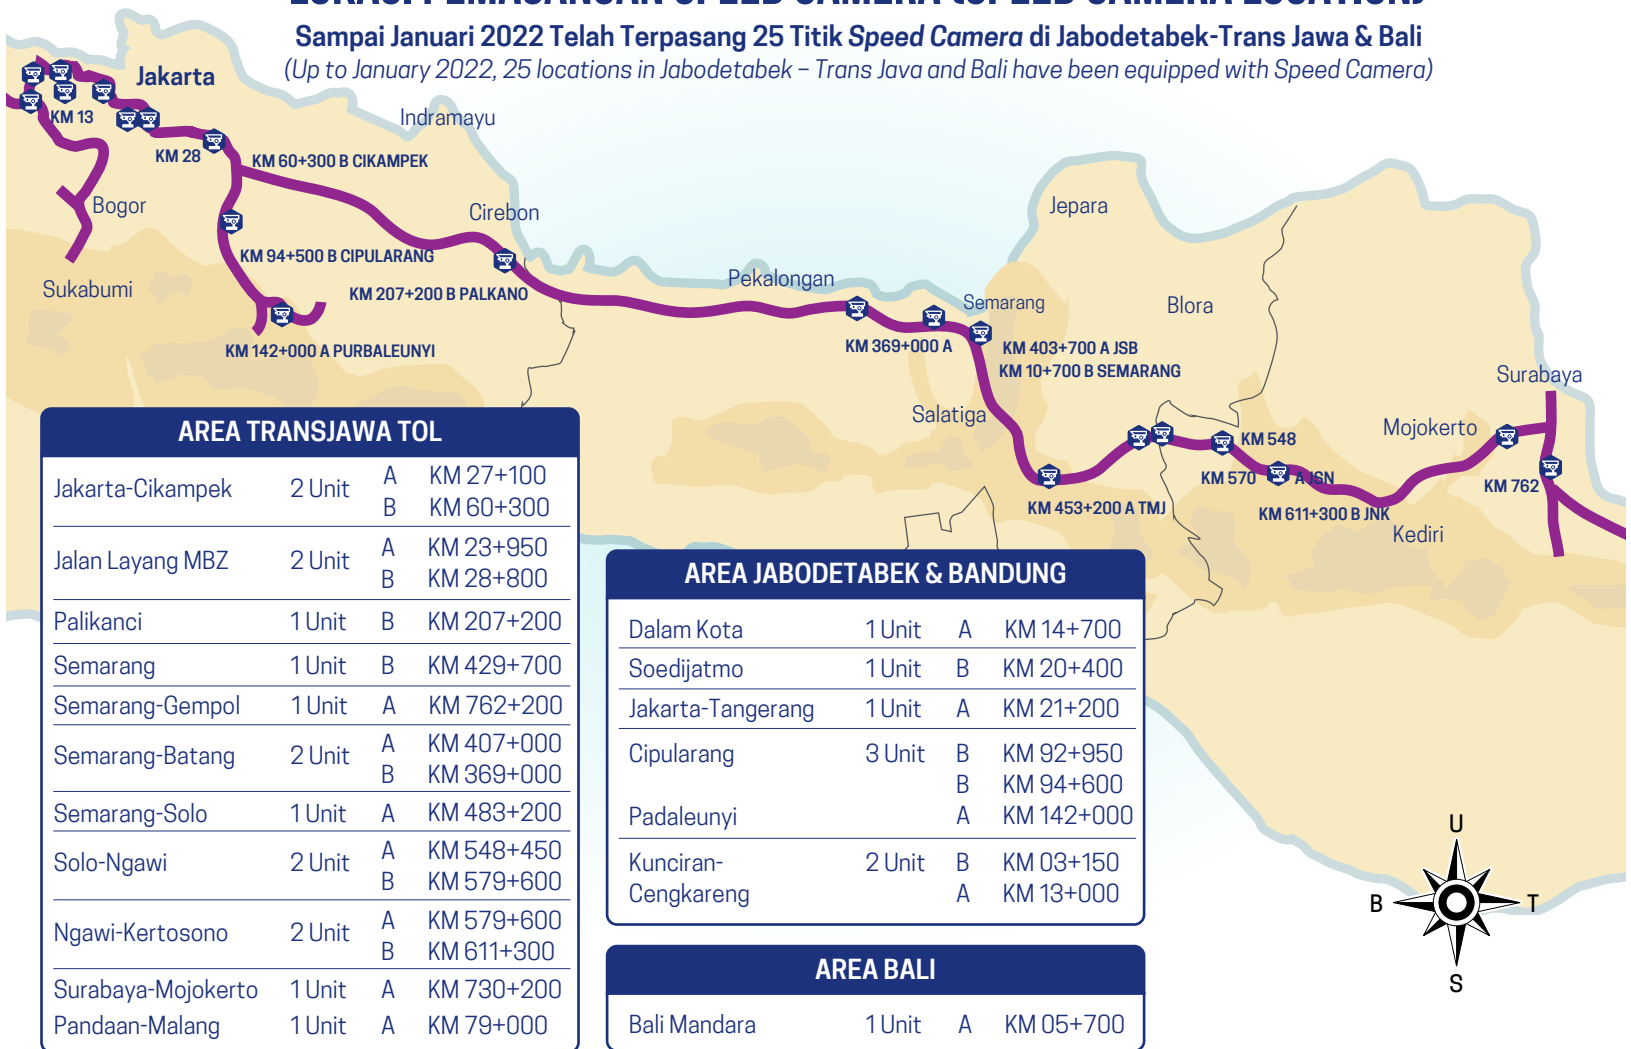 LOKASI PEMASANGAN SPEED CAMERA (SPEED CAMERA LOCATION)
Sampai Januari 2022 Telah Terpasang 25 Titik Speed Camera di Jabodetabek-Trans Jawa & Bali
(Up to January 2022, 25 locations in Jabodetabek – Trans Java and Bali have been equipped with Speed Camera)
Jakarta
KM 13
Indramayu
KM 28
KM 60+300 B CIKAMPEK
Bogor
Cirebon
Jepara
KM 94+500 B CIPULARANG
Sukabumi
KM 207+200 B PALKANO
Pekalongan
Semarang
Blora
KM 142+000 A PURBALEUNYI
KM 369+000 A
KM 403+700 A JSB
KM 10+700 B SEMARANG
Surabaya
Salatiga
Mojokerto
KM 548
KM 570
A JSN
KM 762
KM 453+200 A TMJ
KM 611+300 B JNK
Kediri
AREA TRANSJAWA TOL
Jakarta-Cikampek 2 Unit A KM 27+100
B KM 60+300
Jalan Layang MBZ 2 Unit A KM 23+950
B KM 28+800
Palikanci 1 Unit B KM 207+200
Semarang 1 Unit B KM 429+700
Semarang-Gempol 1 Unit A KM 762+200
Semarang-Batang 2 Unit A KM 407+000
B KM 369+000
Semarang-Solo 1 Unit A KM 483+200
Solo-Ngawi 2 Unit A KM 548+450
B KM 579+600
Ngawi-Kertosono 2 Unit A KM 579+600
B KM 611+300
Surabaya-Mojokerto 1 Unit A KM 730+200
Pandaan-Malang 1 Unit A KM 79+000
AREA JABODETABEK & BANDUNG
Dalam Kota 1 Unit A KM 14+700
Soedijatmo 1 Unit B KM 20+400
Jakarta-Tangerang 1 Unit A KM 21+200
Cipularang 3 Unit B KM 92+950
B KM 94+600
Padaleunyi A KM 142+000
Kunciran- 2 Unit B KM 03+150
Cengkareng A KM 13+000
AREA BALI
Bali Mandara 1 Unit A KM 05+700
U
B T
S